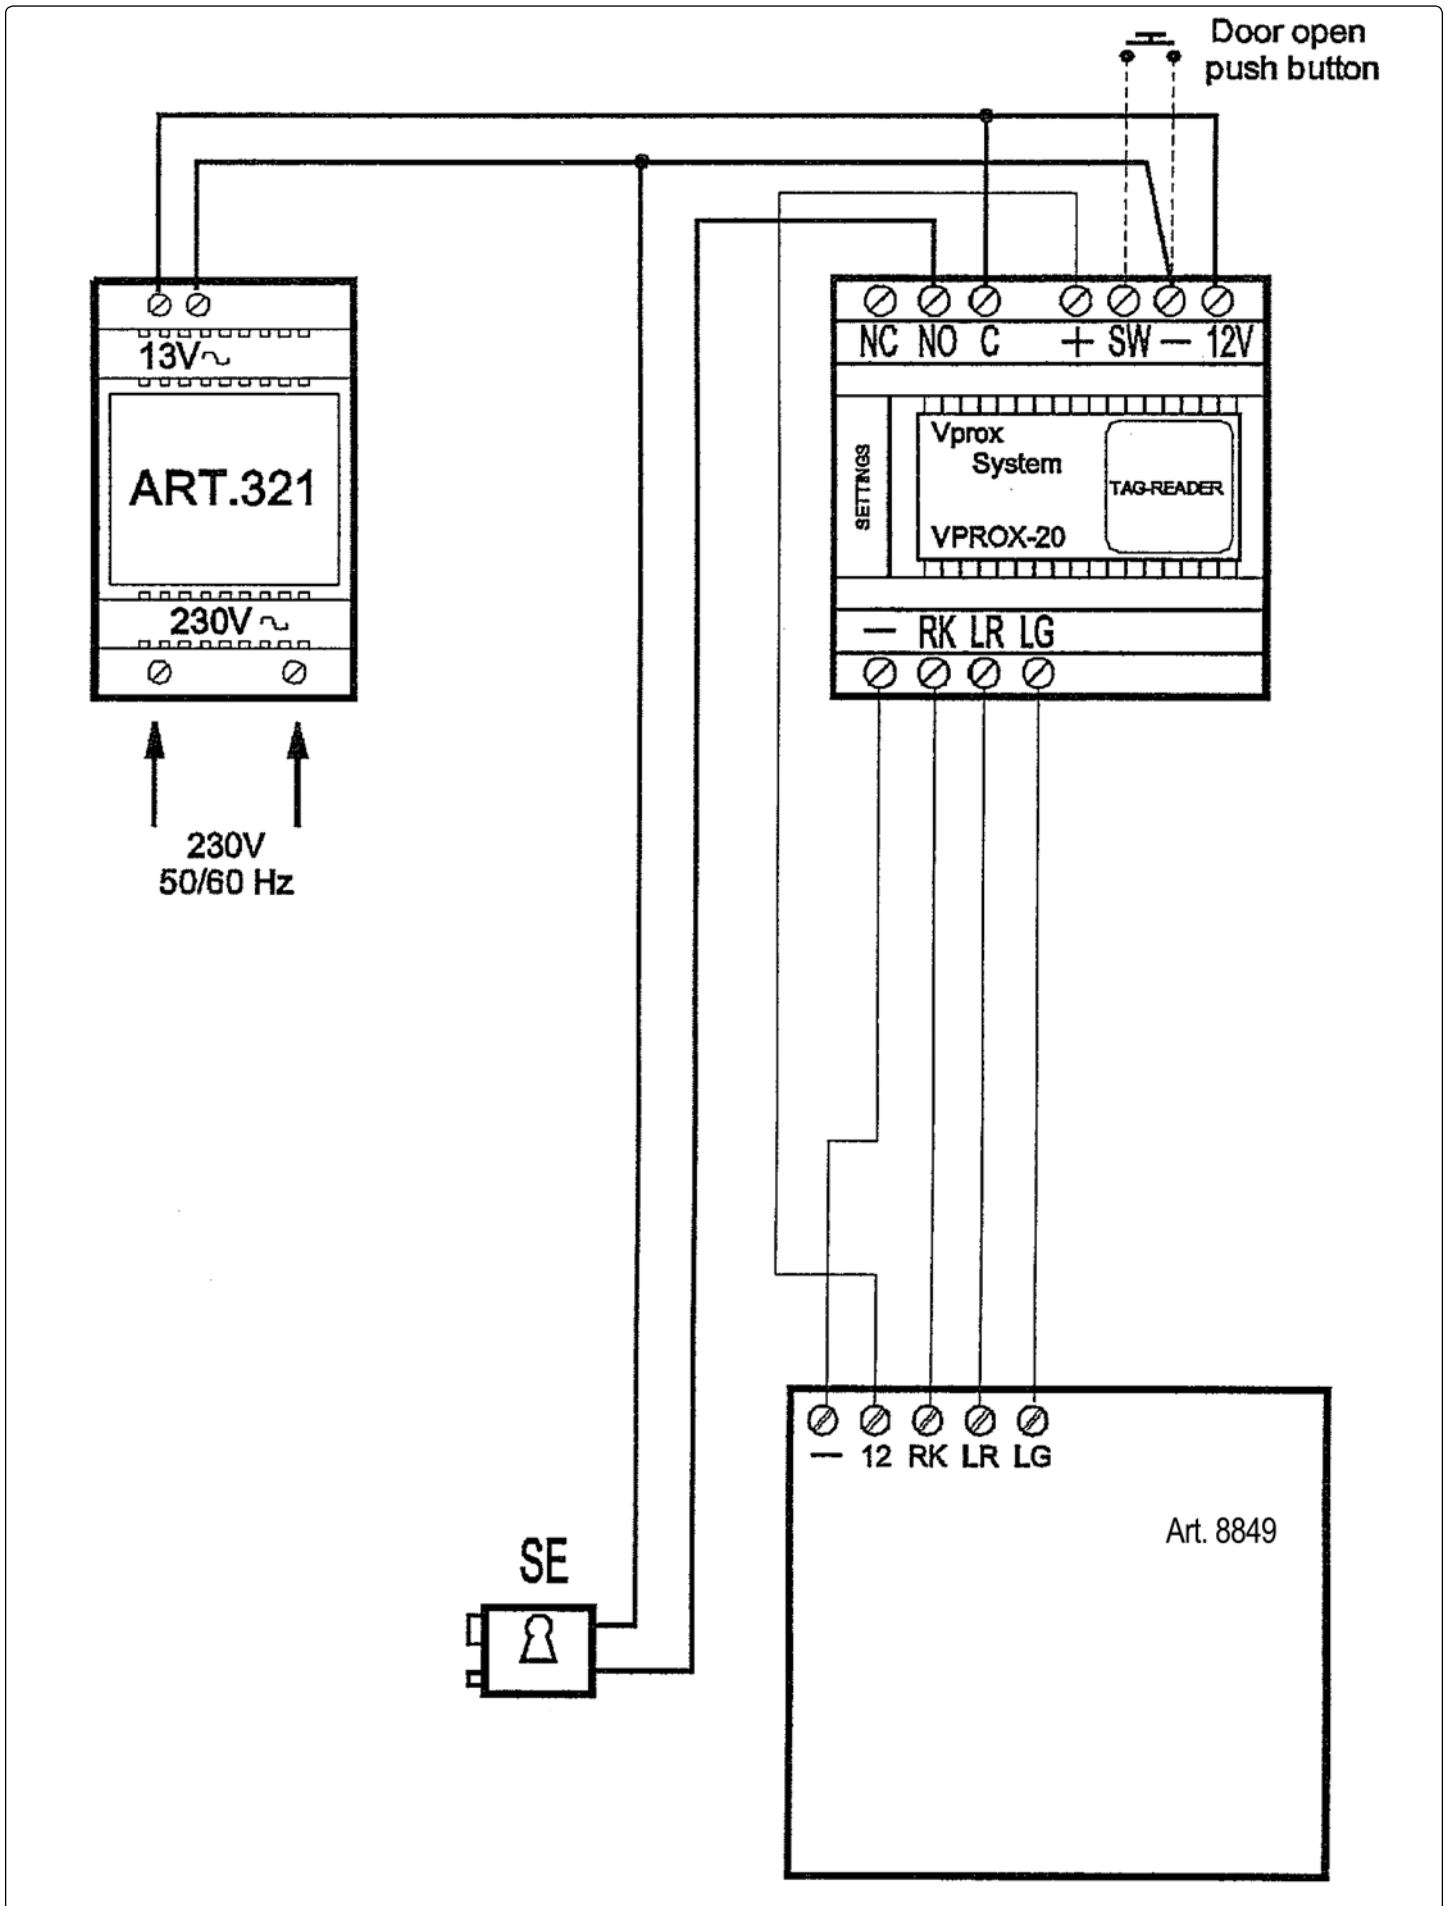 Door open
push button
13V~
ART.321
230V ~
230V
50/60 Hz
NC NO C + SW — 12V
SETTINGS
Vprox
System
TAG-READER
VPROX-20
— RK LR LG
— 12 RK LR LG
Art. 8849
SE